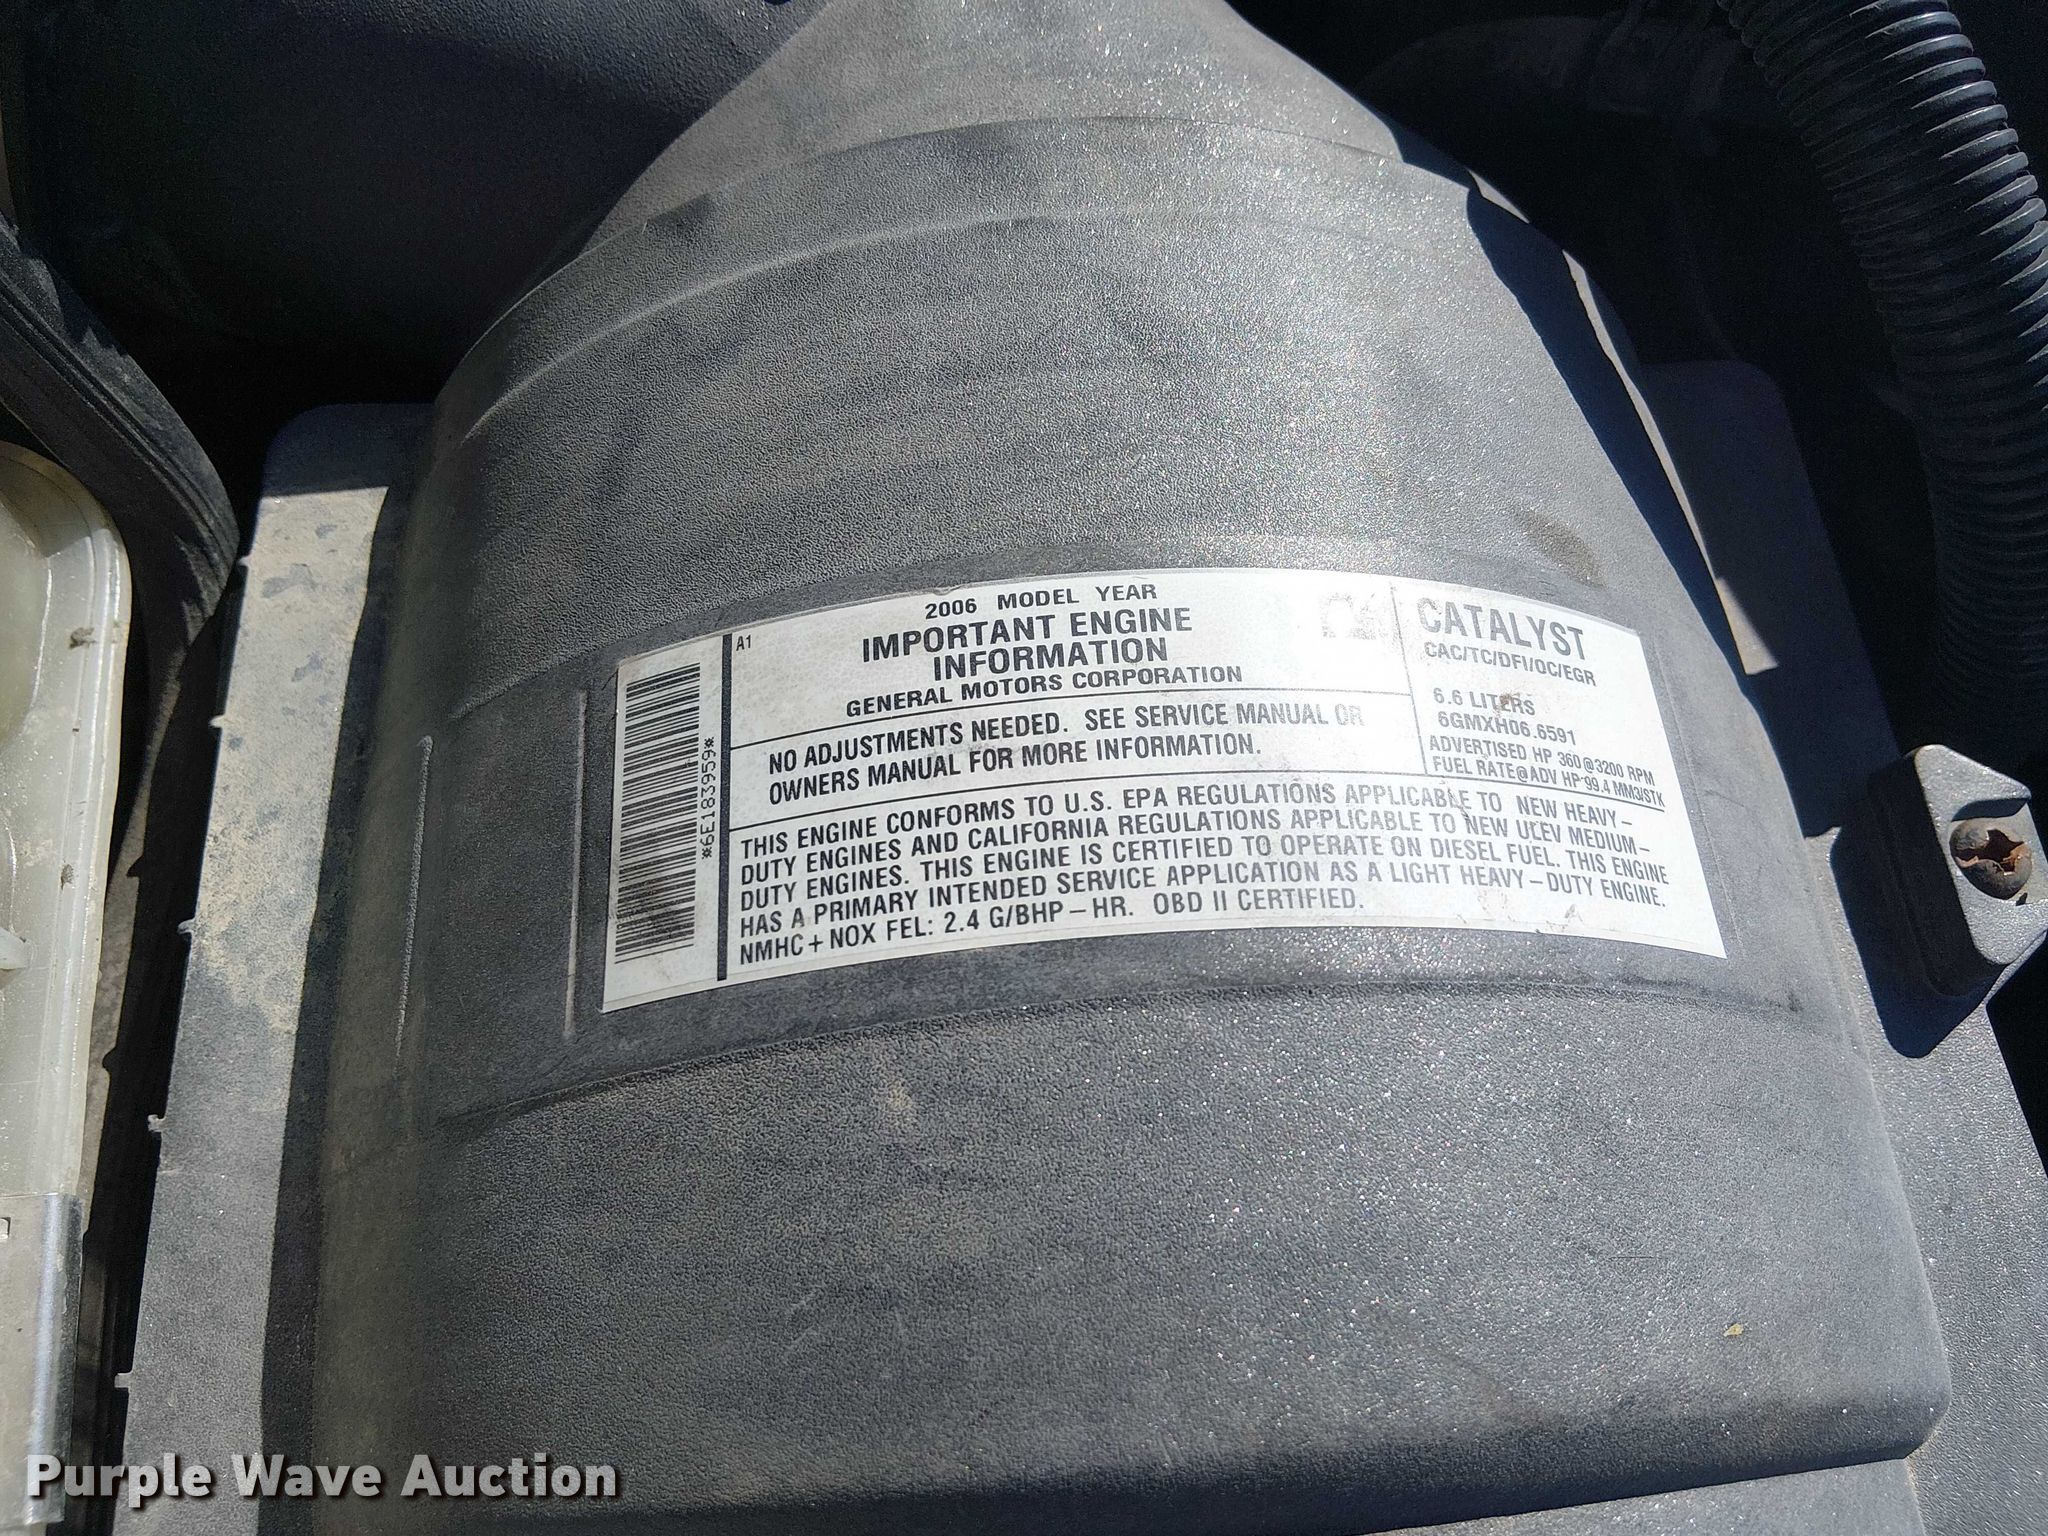 2006 MODEL YEAR
IMPORTANT ENGINE
INFORMATION
GENERAL MOTORS CORPORATION
A1
*6E183959*
NO ADJUSTMENTS NEEDED. SEE SERVICE MANUAL OR
OWNERS MANUAL FOR MORE INFORMATION.
CATALYST
CAC/TC/DFI/OC/EGR
6.6 LITERS
6GMXH06.6591
ADVERTISED HP 360@3200 RPM
FUEL RATE@ADV HP-99.4 MM3/STK
THIS ENGINE CONFORMS TO U.S. EPA REGULATIONS APPLICABLE TO NEW HEAVY-
DUTY ENGINES AND CALIFORNIA REGULATIONS APPLICABLE TO NEW ULEV MEDIUM-
DUTY ENGINES. THIS ENGINE IS CERTIFIED TO OPERATE ON DIESEL FUEL. THIS ENGINE
HAS A PRIMARY INTENDED SERVICE APPLICATION AS A LIGHT HEAVY-DUTY ENGINE.
NMHC+NOX FEL: 2.4 G/BHP-HR. OBD II CERTIFIED.
Purple Wave Auction